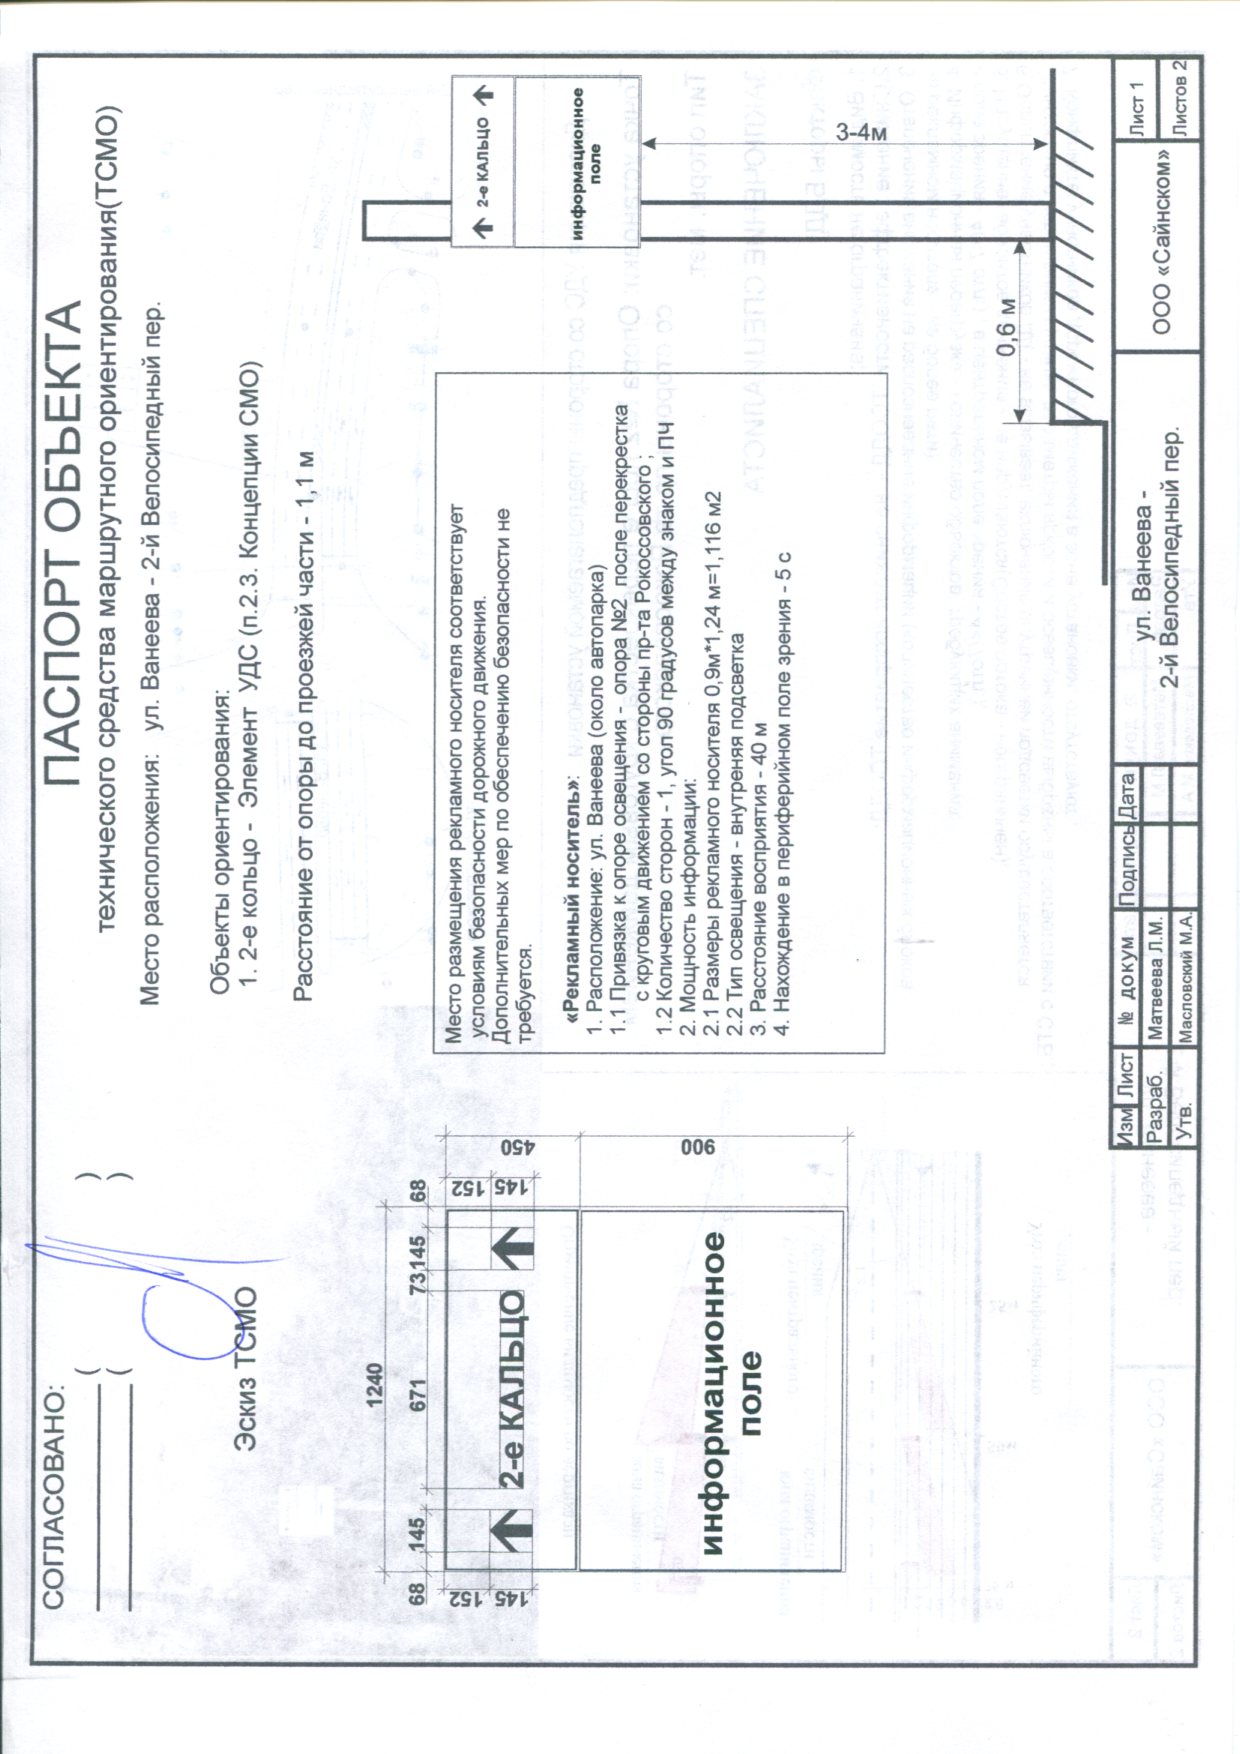 СОГЛАСОВАНО:
( )
( )
ПАСПОРТ ОБЪЕКТА
технического средства маршрутного ориентирования(ТСМО)
Место расположения: ул. Ванеева - 2-й Велосипедный пер.
Объекты ориентирования:
1. 2-е кольцо - Элемент УДС (п.2.3. Концепции СМО)
Расстояние от опоры до проезжей части - 1,1 м
Эскиз ТСМО
1240
68 145 671 73 145 68
152
145
152
145
450
900
2-е КАЛЬЦО
информационное
поле
Место размещения рекламного носителя соответствует
условиям безопасности дорожного движения.
Дополнительных мер по обеспечению безопасности не
требуется.
«Рекламный носитель»:
1. Расположение: ул. Ванеева (около автопарка)
1.1 Привязка к опоре освещения - опора №2 после перекрестка
с круговым движением со стороны пр-та Рокоссовского ;
1.2 Количество сторон - 1, угол 90 градусов между знаком и ПЧ
2. Мощность информации:
2.1 Размеры рекламного носителя 0,9м*1,24 м=1,116 м2
2.2 Тип освещения - внутреняя подсветка
3. Расстояние восприятия - 40 м
4. Нахождение в периферийном поле зрения - 5 с
2-е КАЛЬЦО
информационное
поле
3-4м
0,6 м
Изм Лист № докум Подпись Дата
Разраб. Матвеева Л.М.
Утв. Масловский М.А.
ул. Ванеева -
2-й Велосипедный пер.
ООО «Сайнском»
Лист 1
Листов 2